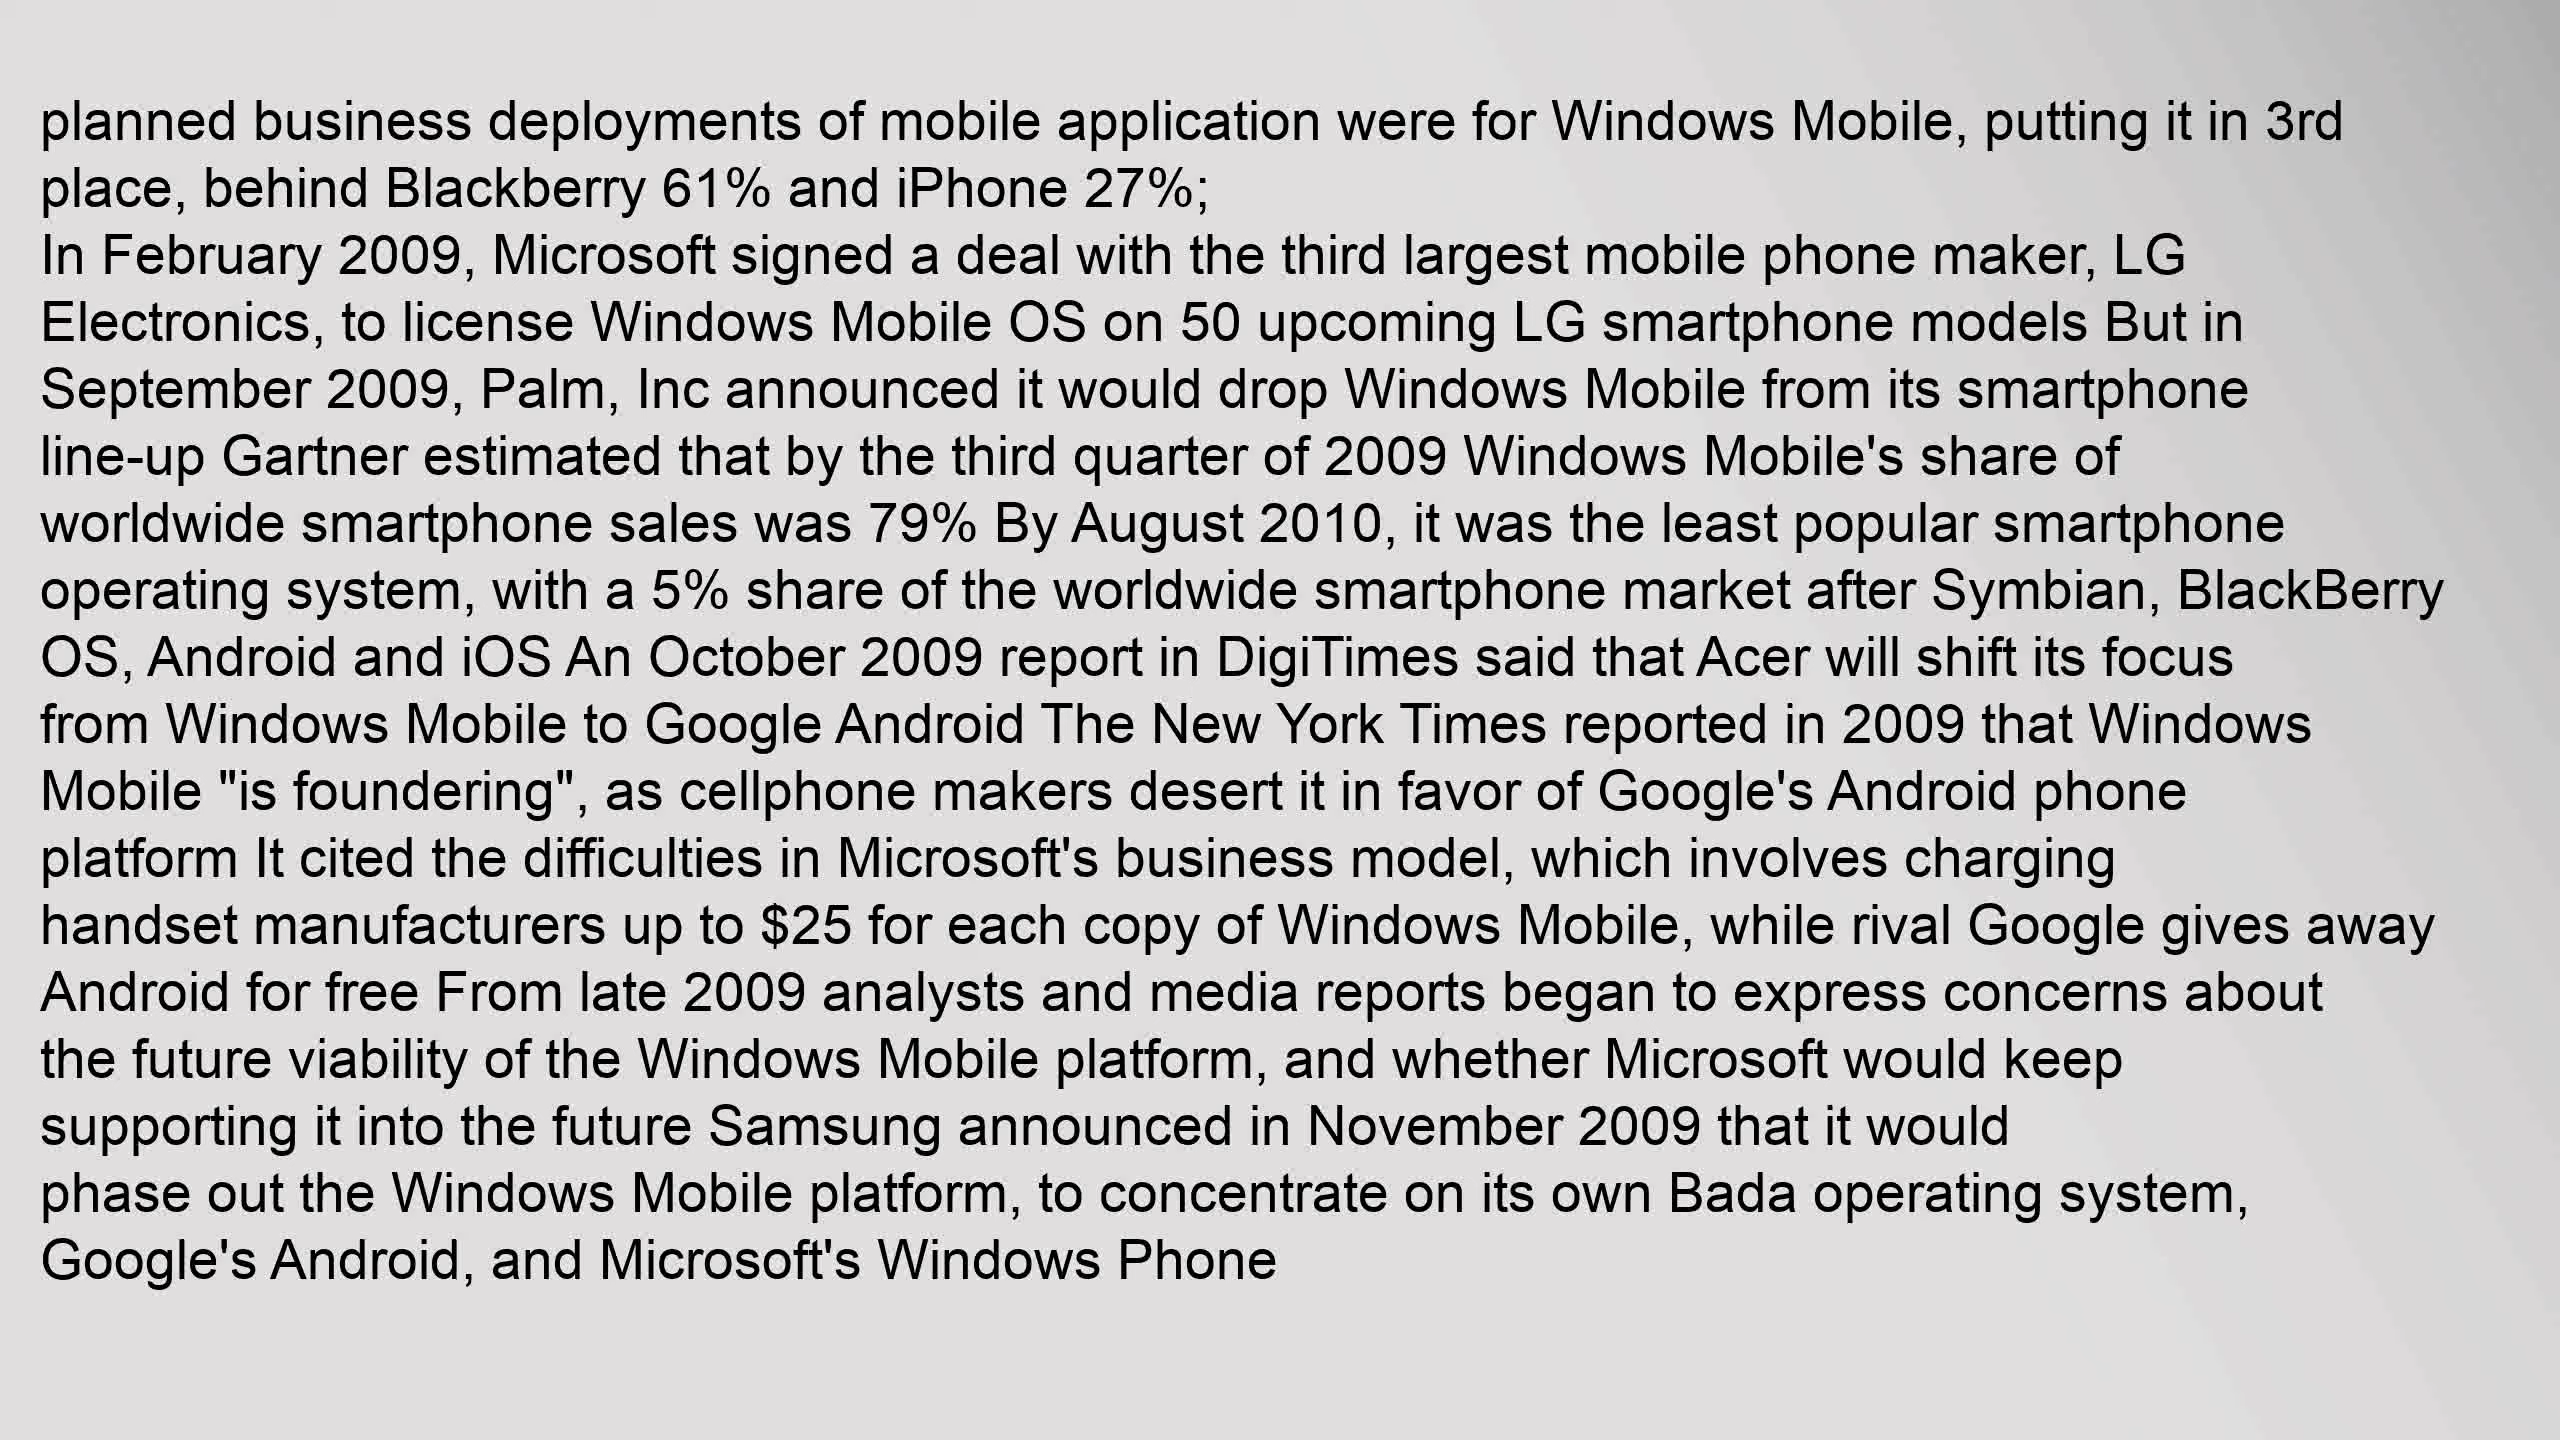 planned business deployments of mobile application were for Windows Mobile, putting it in 3rd
place, behind Blackberry 61% and iPhone 27%;
In February 2009, Microsoft signed a deal with the third largest mobile phone maker, LG
Electronics, to license Windows Mobile OS on 50 upcoming LG smartphone models But in
September 2009, Palm, Inc announced it would drop Windows Mobile from its smartphone
line-up Gartner estimated that by the third quarter of 2009 Windows Mobile's share of
worldwide smartphone sales was 79% By August 2010, it was the least popular smartphone
operating system, with a 5% share of the worldwide smartphone market after Symbian, BlackBerry
OS, Android and iOS An October 2009 report in DigiTimes said that Acer will shift its focus
from Windows Mobile to Google Android The New York Times reported in 2009 that Windows
Mobile "is foundering", as cellphone makers desert it in favor of Google's Android phone
platform It cited the difficulties in Microsoft's business model, which involves charging
handset manufacturers up to $25 for each copy of Windows Mobile, while rival Google gives away
Android for free From late 2009 analysts and media reports began to express concerns about
the future viability of the Windows Mobile platform, and whether Microsoft would keep
supporting it into the future Samsung announced in November 2009 that it would
phase out the Windows Mobile platform, to concentrate on its own Bada operating system,
Google's Android, and Microsoft's Windows Phone